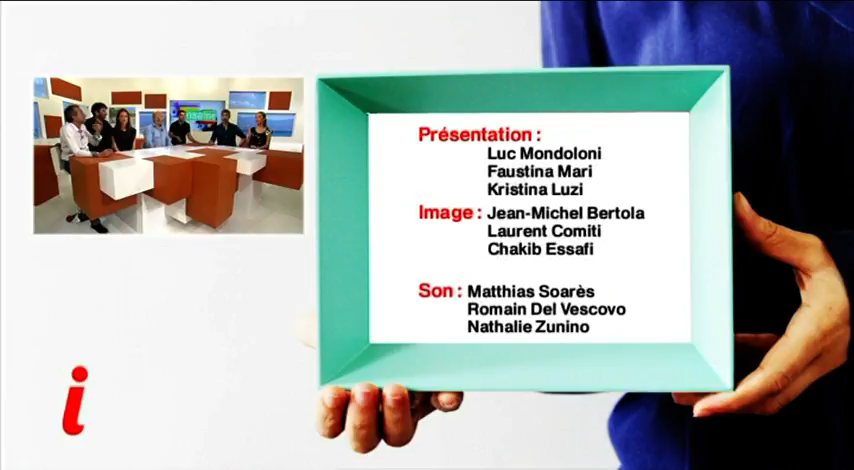 Présentation :
Luc Mondoloni
Faustina Mari
Kristina Luzi
Image : Jean-Michel Bertola
Laurent Comiti
Chakib Essafi
Son : Matthias Soarès
Romain Del Vescovo
Nathalie Zunino
i